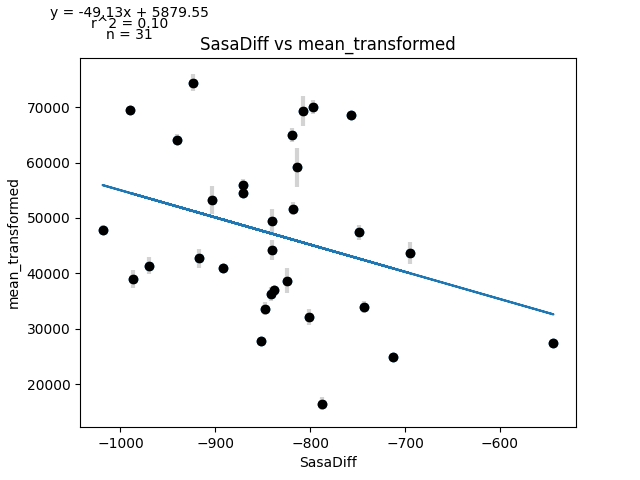 y = -49.13x + 5879.55
r^2 = 0.10
n = 31
SasaDiff vs mean_transformed
70000
60000
50000
40000
30000
20000
mean_transformed
−1000
−900
−800
−700
−600
SasaDiff